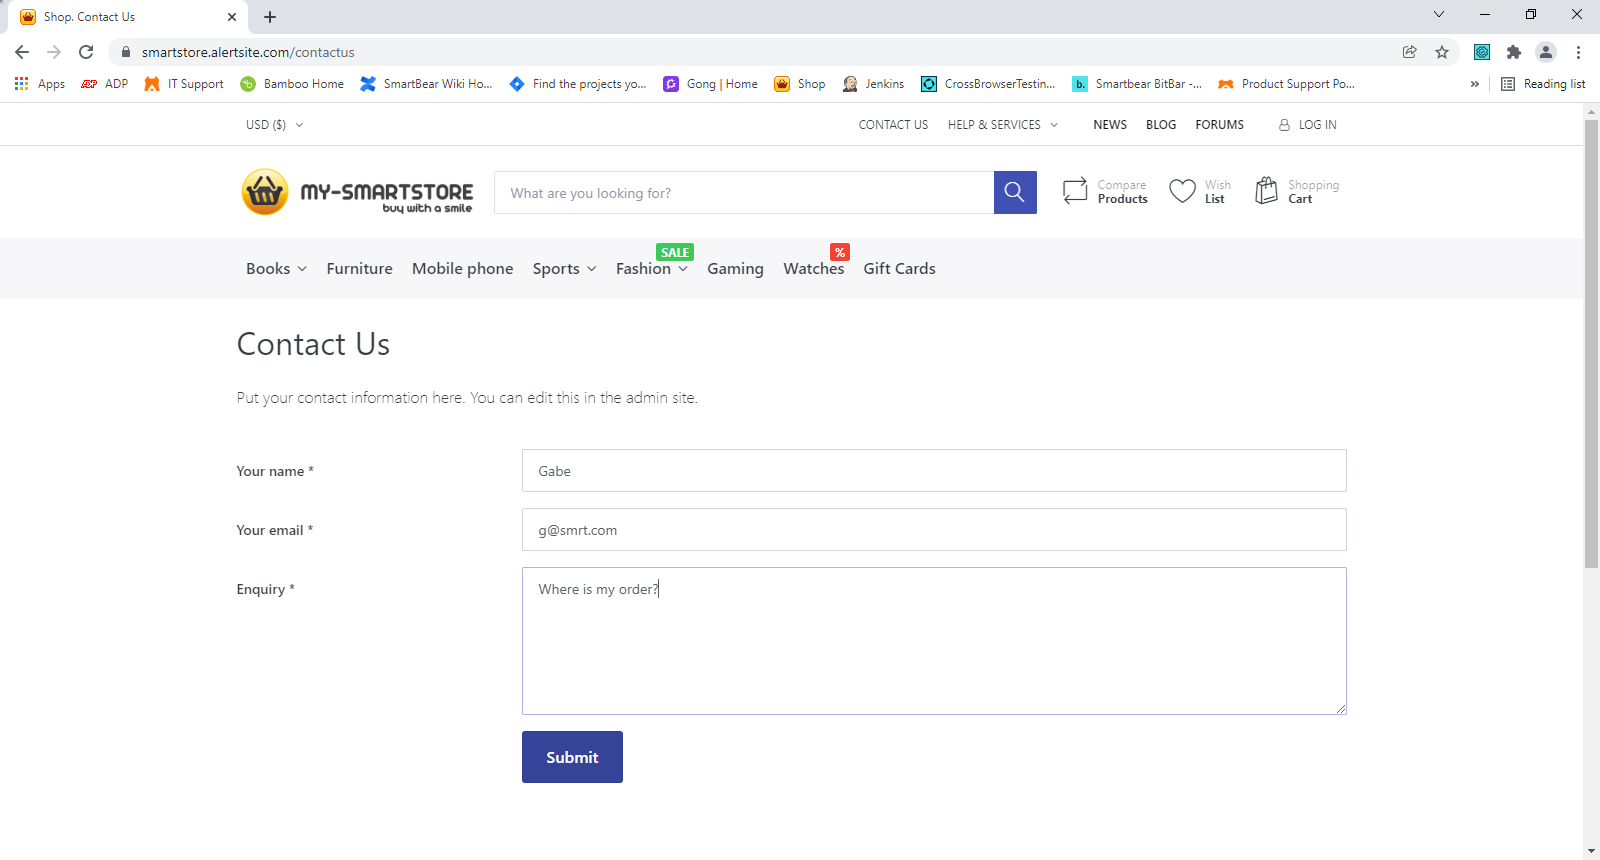 Shop. Contact Us
smartstore.alertsite.com/contactus
Apps ADP IT Support Bamboo Home SmartBear Wiki Ho... Find the projects yo... Gong | Home Shop Jenkins CrossBrowserTestin... b. Smartbear BitBar -... Product Support Po... » Reading list
USD ($) CONTACT US HELP & SERVICES NEWS BLOG FORUMS LOG IN
MY-SMARTSTORE
buy with a smile
What are you looking for?
Compare
Products
Wish
List
Shopping
Cart
SALE %
Books Furniture Mobile phone Sports Fashion Gaming Watches Gift Cards
Contact Us
Put your contact information here. You can edit this in the admin site.
Your name * Gabe
Your email * g@smrt.com
Enquiry * Where is my order?
Submit